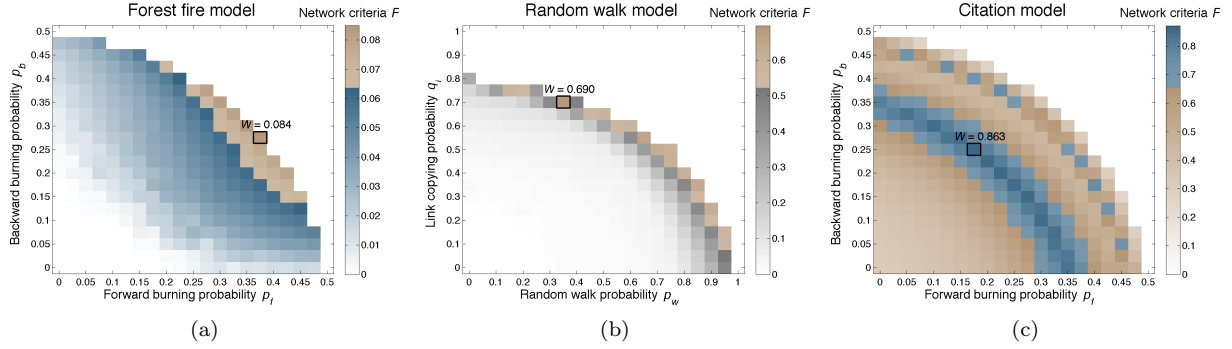 Forest fire model
Network criteria F
Backward burning probability p_b
0.5
0.45
0.4
0.35
0.3
0.25
0.2
0.15
0.1
0.05
0
W = 0.084
0 0.05 0.1 0.15 0.2 0.25 0.3 0.35 0.4 0.45 0.5
Forward burning probability p_f
0.08
0.07
0.06
0.05
0.04
0.03
0.02
0.01
0
(a)
Random walk model
Network criteria F
Link copying probability q_i
1
0.9
0.8
0.7
0.6
0.5
0.4
0.3
0.2
0.1
0
W = 0.690
0 0.1 0.2 0.3 0.4 0.5 0.6 0.7 0.8 0.9 1
Random walk probability p_w
0.6
0.5
0.4
0.3
0.2
0.1
0
(b)
Citation model
Network criteria F
Backward burning probability p_b
0.5
0.45
0.4
0.35
0.3
0.25
0.2
0.15
0.1
0.05
0
W = 0.863
0 0.05 0.1 0.15 0.2 0.25 0.3 0.35 0.4 0.45 0.5
Forward burning probability p_f
0.8
0.7
0.6
0.5
0.4
0.3
0.2
0.1
0
(c)